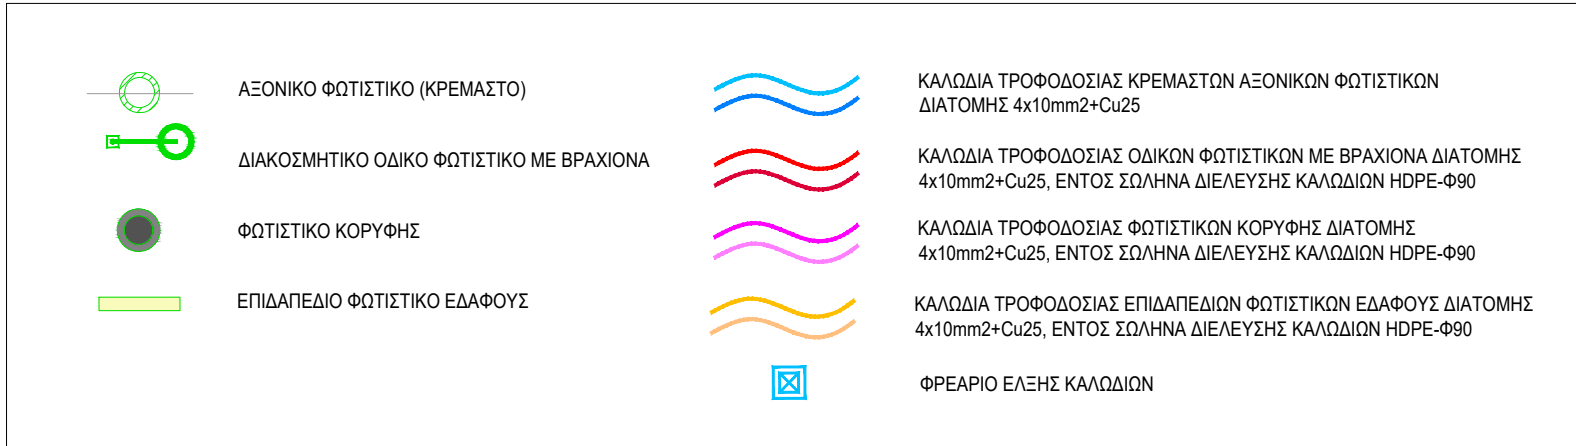 ΑΞΟΝΙΚΟ ΦΩΤΙΣΤΙΚΟ (ΚΡΕΜΑΣΤΟ)
ΔΙΑΚΟΣΜΗΤΙΚΟ ΟΔΙΚΟ ΦΩΤΙΣΤΙΚΟ ΜΕ ΒΡΑΧΙΟΝΑ
ΦΩΤΙΣΤΙΚΟ ΚΟΡΥΦΗΣ
ΕΠΙΔΑΠΕΔΙΟ ΦΩΤΙΣΤΙΚΟ ΕΔΑΦΟΥΣ
ΚΑΛΩΔΙΑ ΤΡΟΦΟΔΟΣΙΑΣ ΚΡΕΜΑΣΤΩΝ ΑΞΟΝΙΚΩΝ ΦΩΤΙΣΤΙΚΩΝ
ΔΙΑΤΟΜΗΣ 4x10mm2+Cu25
ΚΑΛΩΔΙΑ ΤΡΟΦΟΔΟΣΙΑΣ ΟΔΙΚΩΝ ΦΩΤΙΣΤΙΚΩΝ ΜΕ ΒΡΑΧΙΟΝΑ ΔΙΑΤΟΜΗΣ
4x10mm2+Cu25, ΕΝΤΟΣ ΣΩΛΗΝΑ ΔΙΕΛΕΥΣΗΣ ΚΑΛΩΔΙΩΝ HDPE-Φ90
ΚΑΛΩΔΙΑ ΤΡΟΦΟΔΟΣΙΑΣ ΦΩΤΙΣΤΙΚΩΝ ΚΟΡΥΦΗΣ ΔΙΑΤΟΜΗΣ
4x10mm2+Cu25, ΕΝΤΟΣ ΣΩΛΗΝΑ ΔΙΕΛΕΥΣΗΣ ΚΑΛΩΔΙΩΝ HDPE-Φ90
ΚΑΛΩΔΙΑ ΤΡΟΦΟΔΟΣΙΑΣ ΕΠΙΔΑΠΕΔΙΩΝ ΦΩΤΙΣΤΙΚΩΝ ΕΔΑΦΟΥΣ ΔΙΑΤΟΜΗΣ
4x10mm2+Cu25, ΕΝΤΟΣ ΣΩΛΗΝΑ ΔΙΕΛΕΥΣΗΣ ΚΑΛΩΔΙΩΝ HDPE-Φ90
ΦΡΕΑΡΙΟ ΕΛΞΗΣ ΚΑΛΩΔΙΩΝ